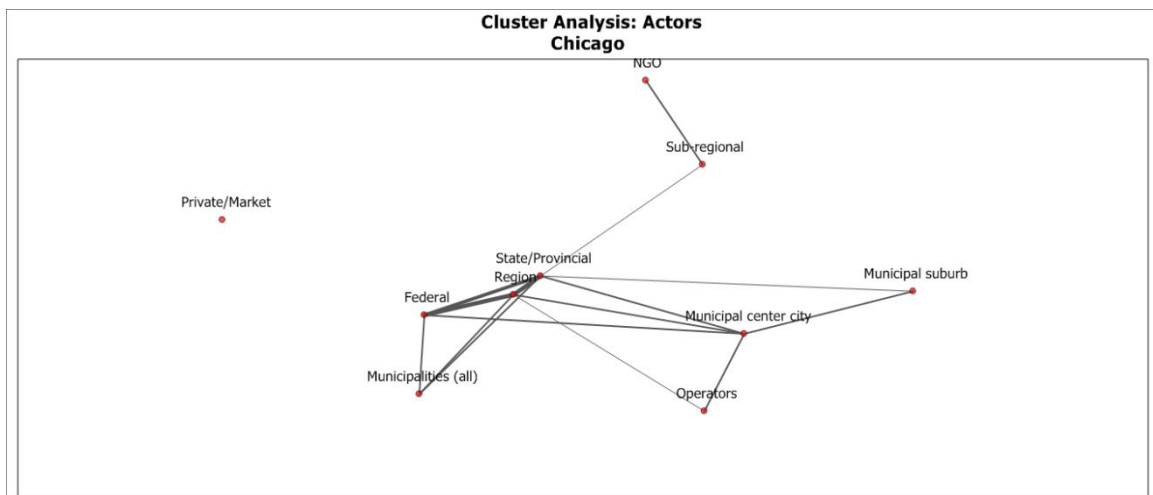 Cluster Analysis: Actors
Chicago
NGO
Sub-regional
Private/Market
State/Provincial
Region
Municipal suburb
Federal
Municipal center city
Municipalities (all)
Operators